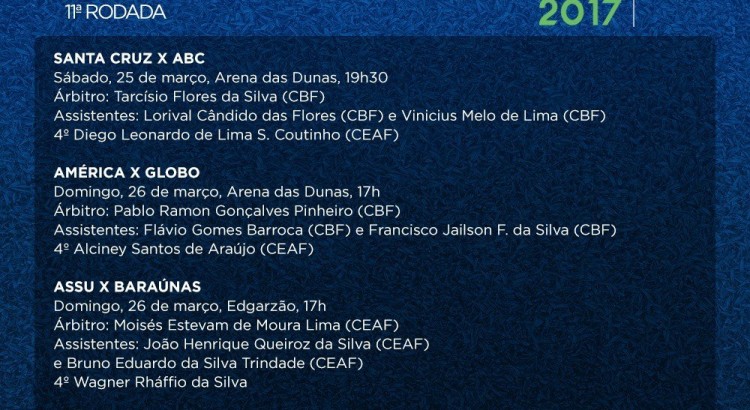 11ª RODADA
2017
SANTA CRUZ X ABC
Sábado, 25 de março, Arena das Dunas, 19h30
Árbitro: Tarcísio Flores da Silva (CBF)
Assistentes: Lorival Cândido das Flores (CBF) e Vinicius Melo de Lima (CBF)
4º Diego Leonardo de Lima S. Coutinho (CEAF)
AMÉRICA X GLOBO
Domingo, 26 de março, Arena das Dunas, 17h
Árbitro: Pablo Ramon Gonçalves Pinheiro (CBF)
Assistentes: Flávio Gomes Barroca (CBF) e Francisco Jailson F. da Silva (CBF)
4º Alciney Santos de Araújo (CEAF)
ASSU X BARAÚNAS
Domingo, 26 de março, Edgarzão, 17h
Árbitro: Moisés Estevam de Moura Lima (CEAF)
Assistentes: João Henrique Queiroz da Silva (CEAF)
e Bruno Eduardo da Silva Trindade (CEAF)
4º Wagner Rháffio da Silva